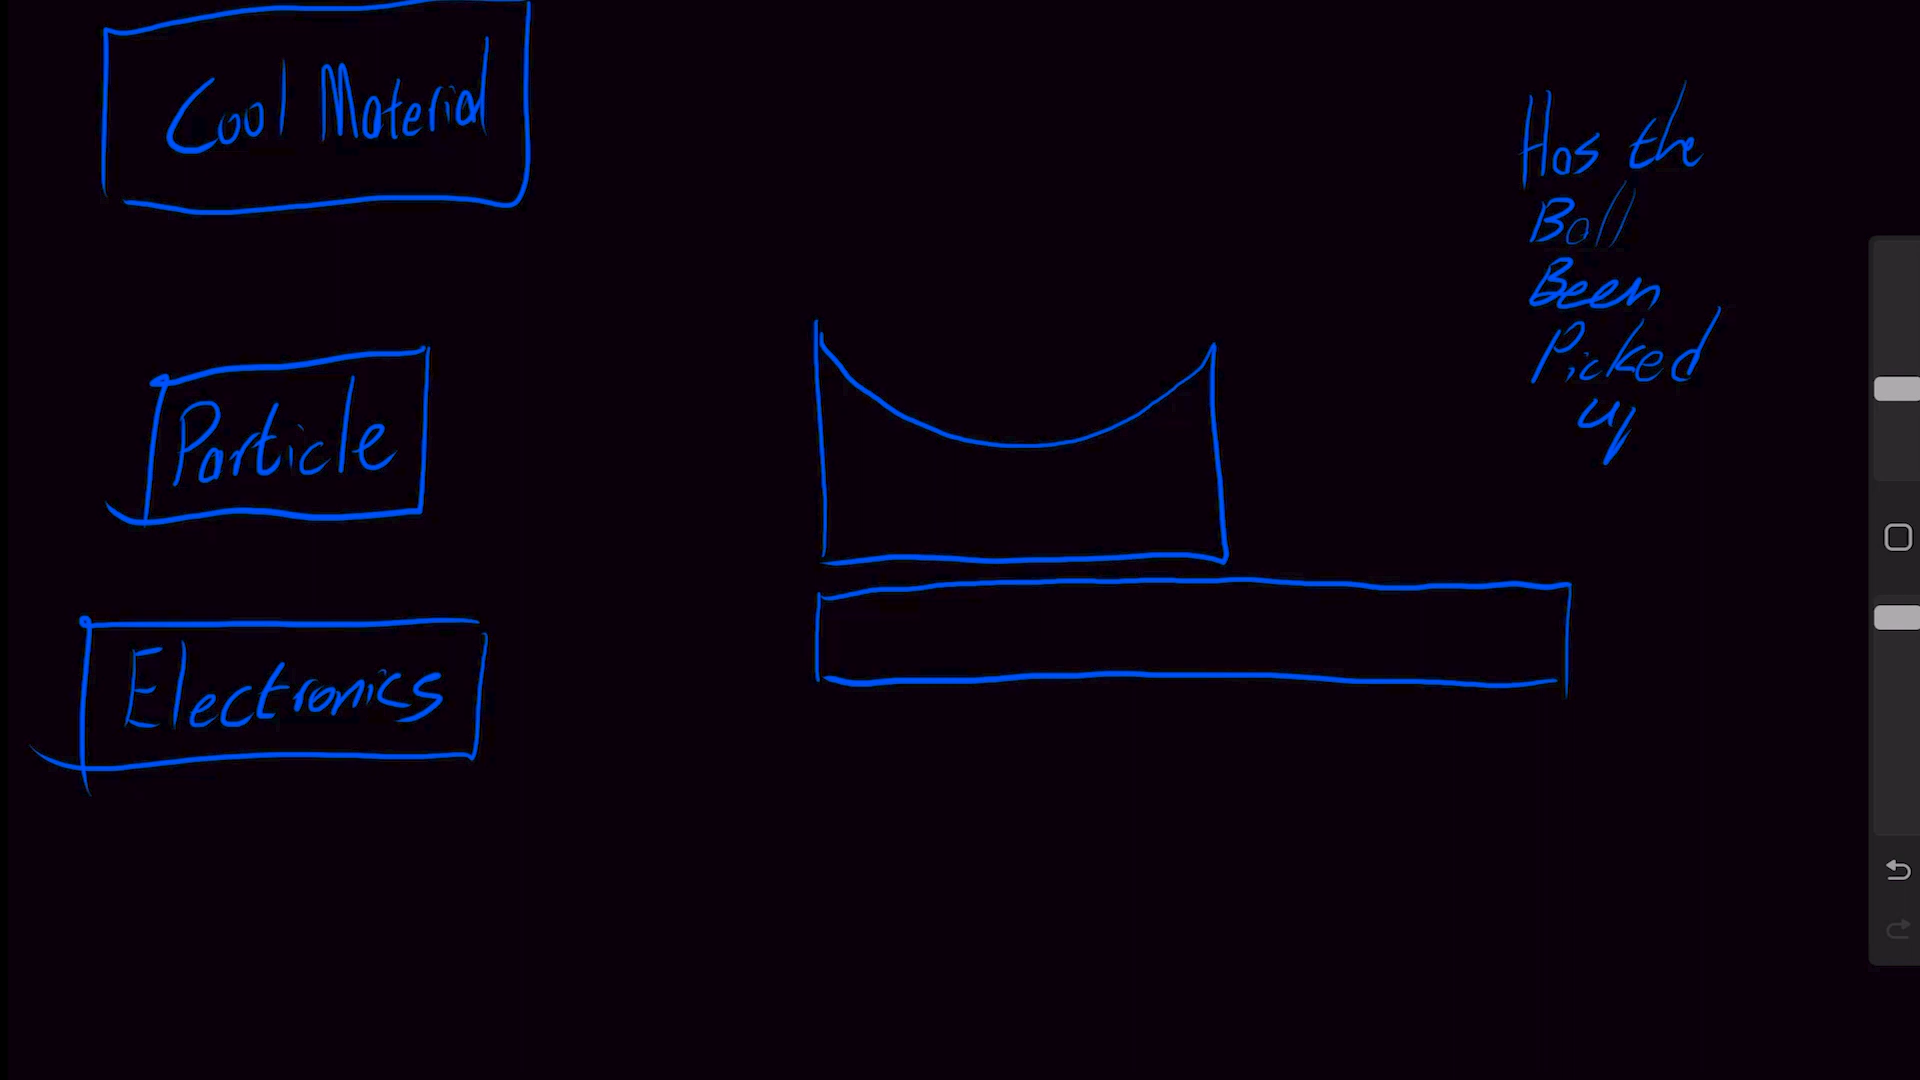 Cool Material
Particle
Electronics
Has the
Ball
Been
Picked
up